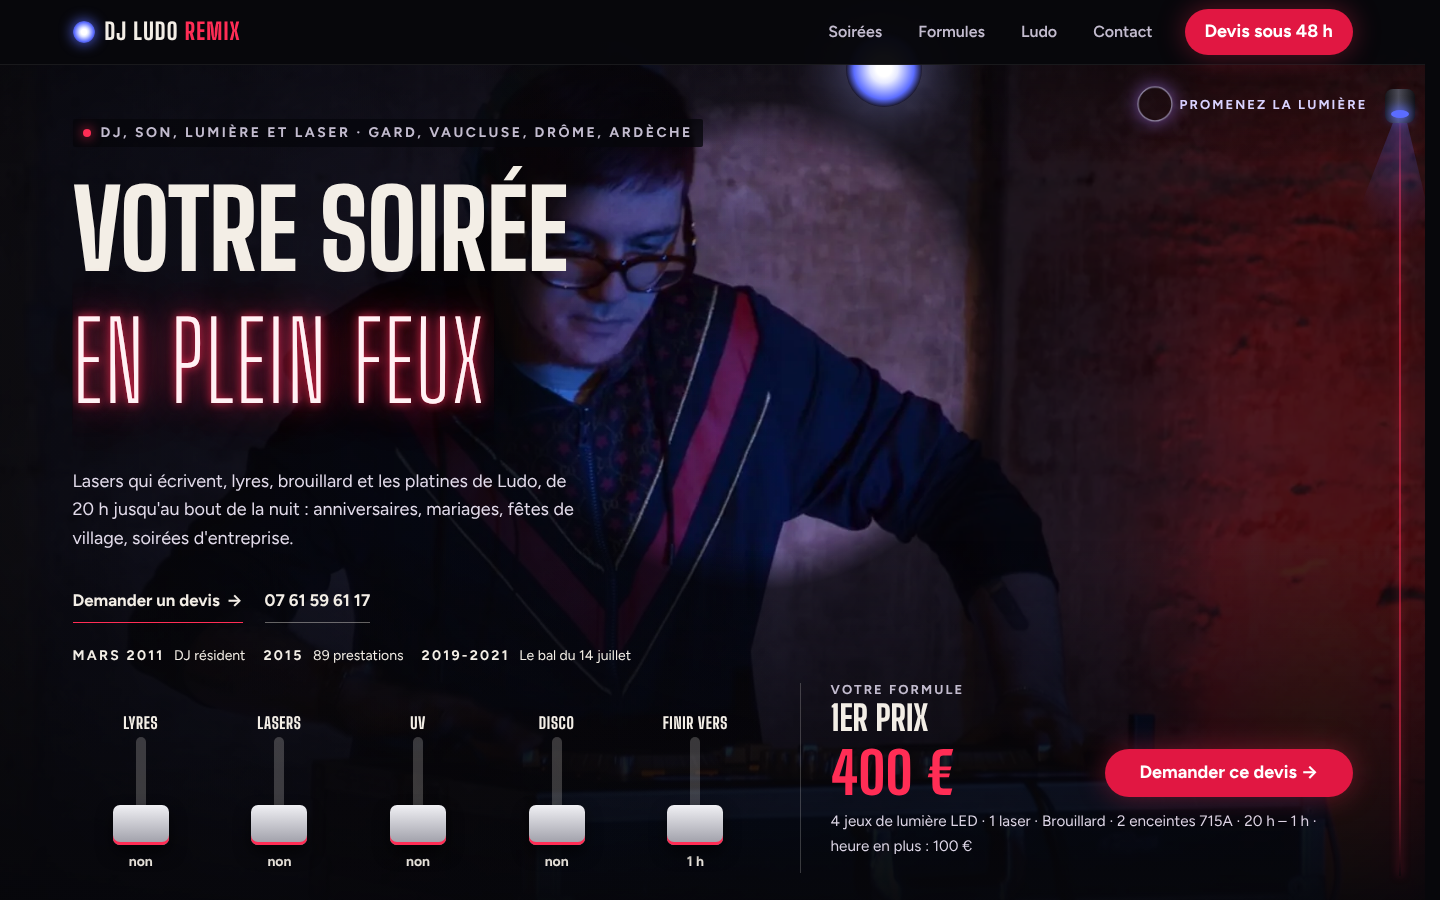 DJ LUDO REMIX
Soirées Formules Ludo Contact Devis sous 48 h
PROMENEZ LA LUMIÈRE
DJ, SON, LUMIÈRE ET LASER · GARD, VAUCLUSE, DRÔME, ARDÈCHE
VOTRE SOIRÉE
EN PLEIN FEUX
Lasers qui écrivent, lyres, brouillard et les platines de Ludo, de
20 h jusqu'au bout de la nuit : anniversaires, mariages, fêtes de
village, soirées d'entreprise.
Demander un devis → 07 61 59 61 17
MARS 2011 DJ résident 2015 89 prestations 2019-2021 Le bal du 14 juillet
LYRES LASERS UV DISCO FINIR VERS
non non non non 1 h
VOTRE FORMULE
1ER PRIX
400 €
Demander ce devis →
4 jeux de lumière LED · 1 laser · Brouillard · 2 enceintes 715A · 20 h – 1 h ·
heure en plus : 100 €